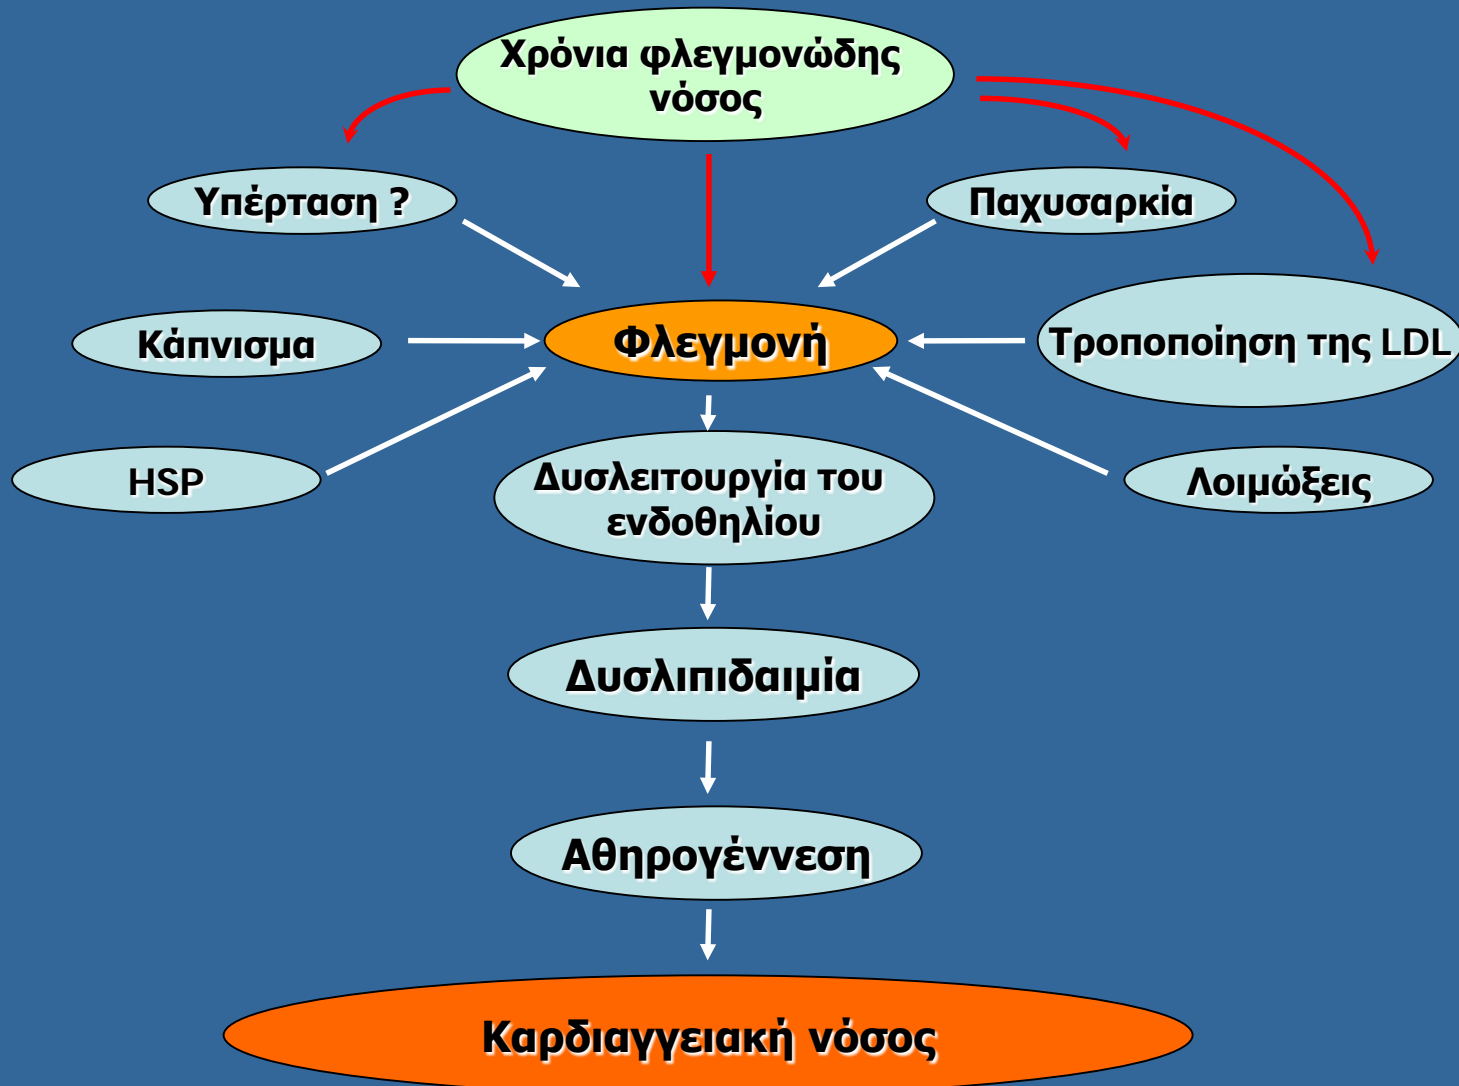 Χρόνια φλεγμονώδης
νόσος
Υπέρταση ?
Παχυσαρκία
Κάπνισμα
Φλεγμονή
Τροποποίηση της LDL
HSP
Δυσλειτουργία του
ενδοθηλίου
Λοιμώξεις
Δυσλιπιδαιμία
Αθηρογέννεση
Καρδιαγγειακή νόσος